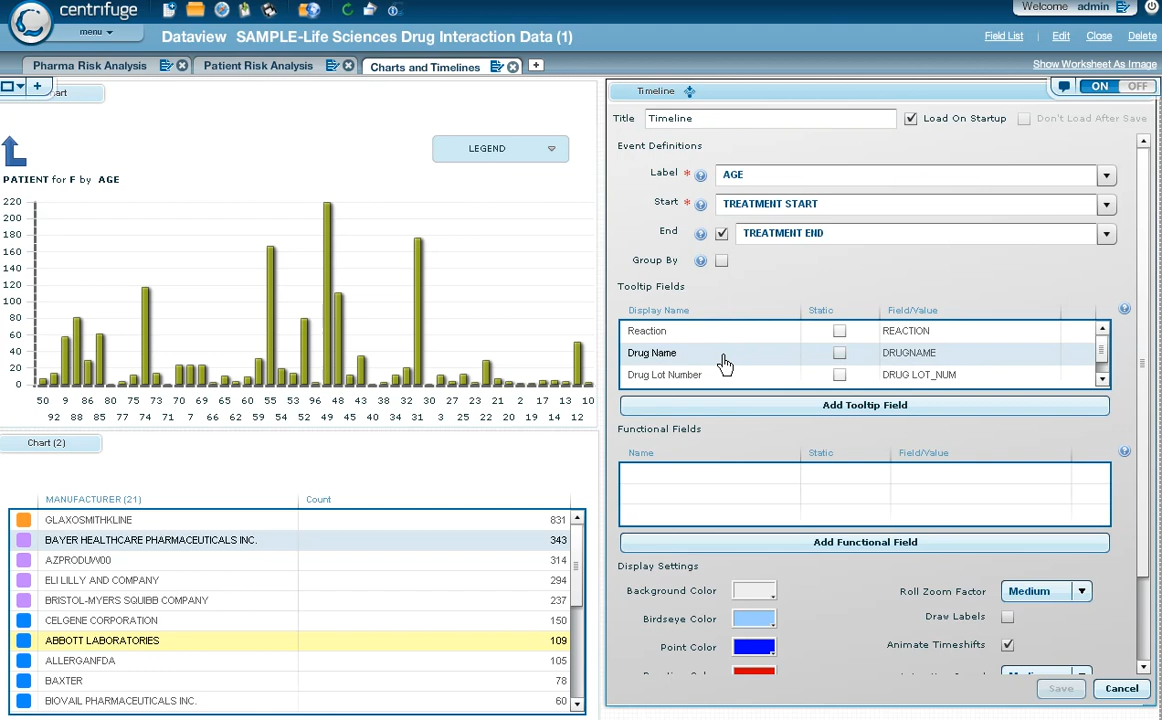 centrifuge
menu
Welcome admin
Dataview SAMPLE-Life Sciences Drug Interaction Data (1)
Field List | Edit Close Delete
Pharma Risk Analysis
Patient Risk Analysis
Charts and Timelines
Show Worksheet As Image
art
LEGEND
PATIENT for F by AGE
220
200
180
160
140
120
100
80
60
40
20
0
50 9 90 86 80 75 74 70 69 65 60 55 53 96 48 45 38 32 30 27 23 29 21 2 17 13 10
92 88 85 77 71 7 66 62 59 54 52 49 46 43 34 31 3 24 22 20 19 14 12
Chart (2)
MANUFACTURER (21) Count
GLAXOSMITHKLINE 831
BAYER HEALTHCARE PHARMACEUTICALS INC. 343
AZPRODUW00 314
ELI LILLY AND COMPANY 294
BRISTOL-MYERS SQUIBB COMPANY 237
CELGENE CORPORATION 150
ABBOTT LABORATORIES 109
ALLERGANFDA 105
BAXTER 78
BIOVAIL PHARMACEUTICALS INC. 60
Timeline
ON OFF
Title Timeline Load On Startup Don't Load After Save
Event Definitions
Label * AGE
Start * TREATMENT START
End TREATMENT END
Group By
Tooltip Fields
Display Name Static Field/Value
Reaction REACTION
Drug Name DRUGNAME
Drug Lot Number DRUG LOT_NUM
Add Tooltip Field
Functional Fields
Name Static Field/Value
Add Functional Field
Display Settings
Background Color Roll Zoom Factor Medium
Birdseye Color Draw Labels
Point Color Animate Timeshifts
Save Cancel